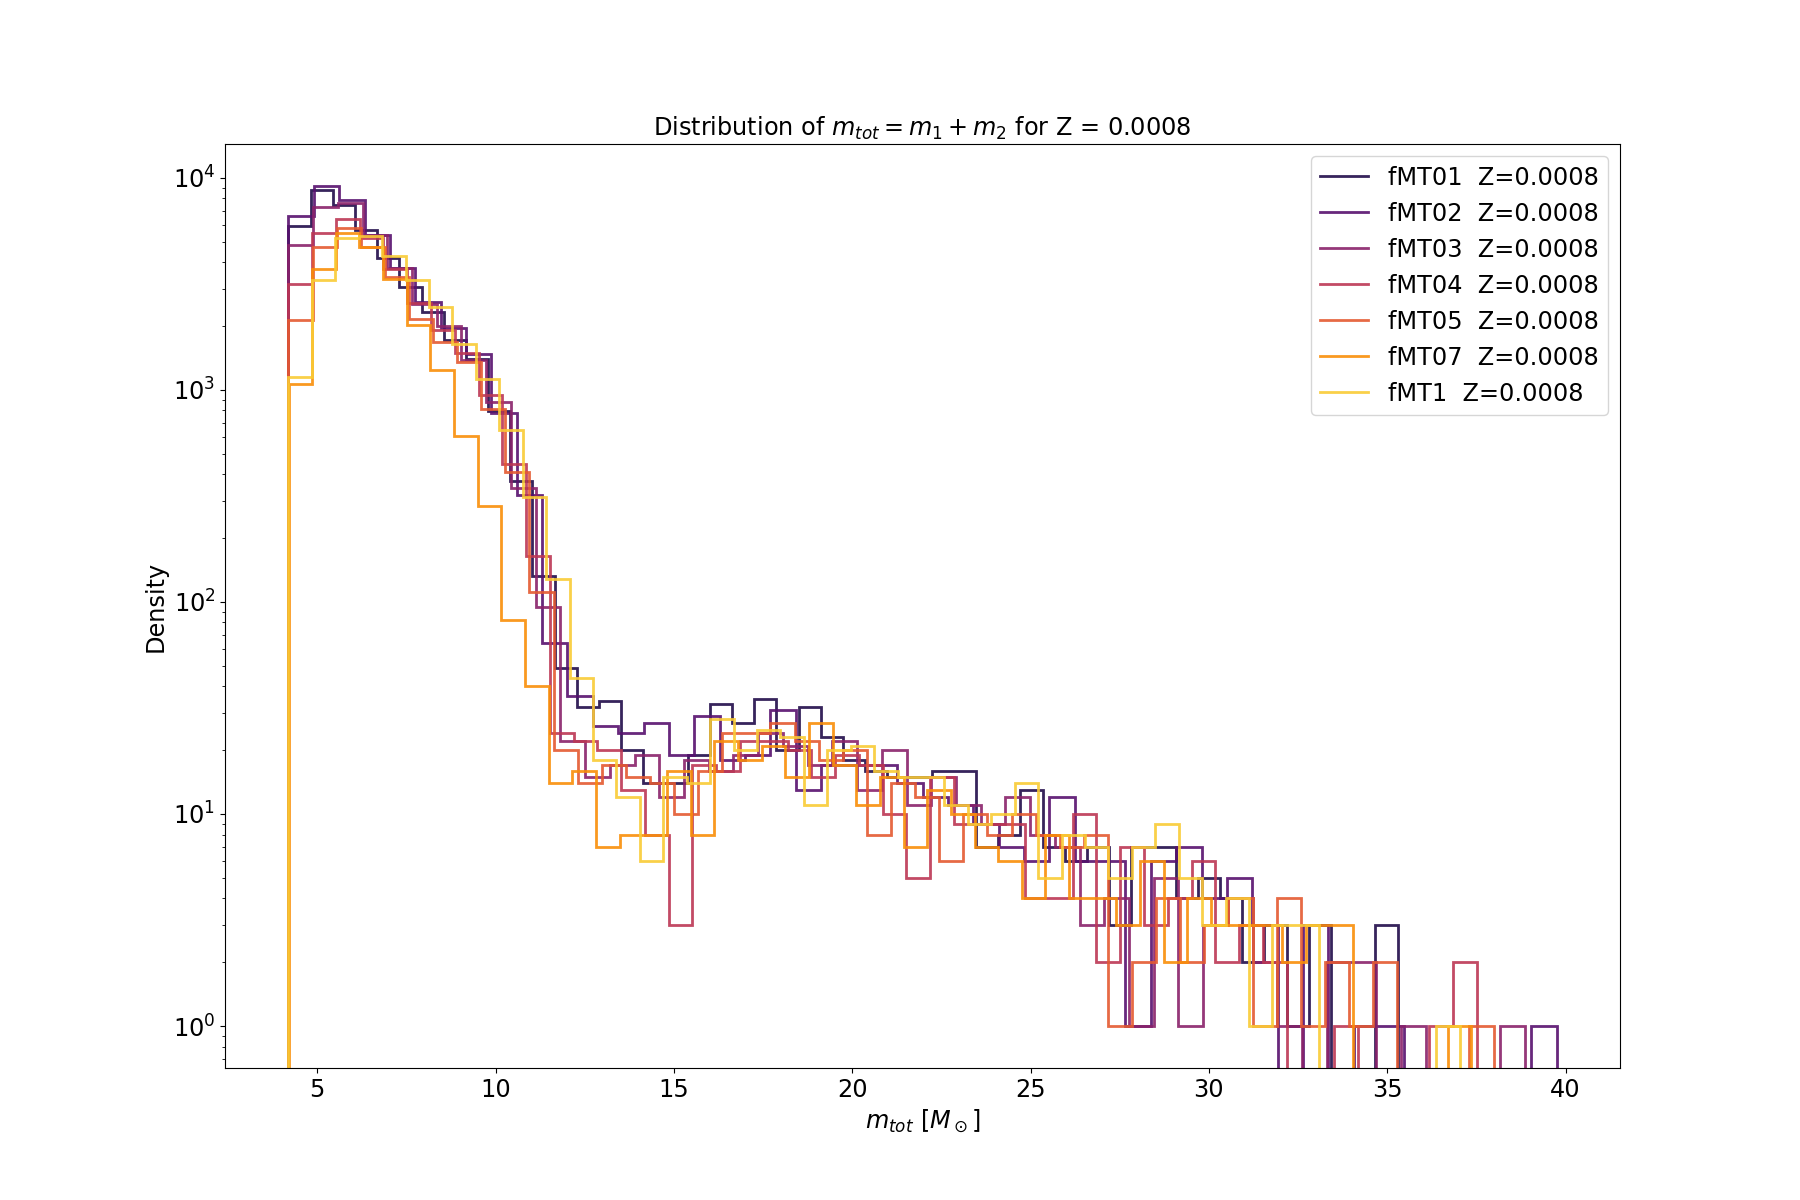 Distribution of m_tot = m_1 + m_2 for Z = 0.0008
Density
10^4
10^3
10^2
10^1
10^0
fMT01 Z=0.0008
fMT02 Z=0.0008
fMT03 Z=0.0008
fMT04 Z=0.0008
fMT05 Z=0.0008
fMT07 Z=0.0008
fMT1 Z=0.0008
5 10 15 20 25 30 35 40
m_tot [M_⊙]